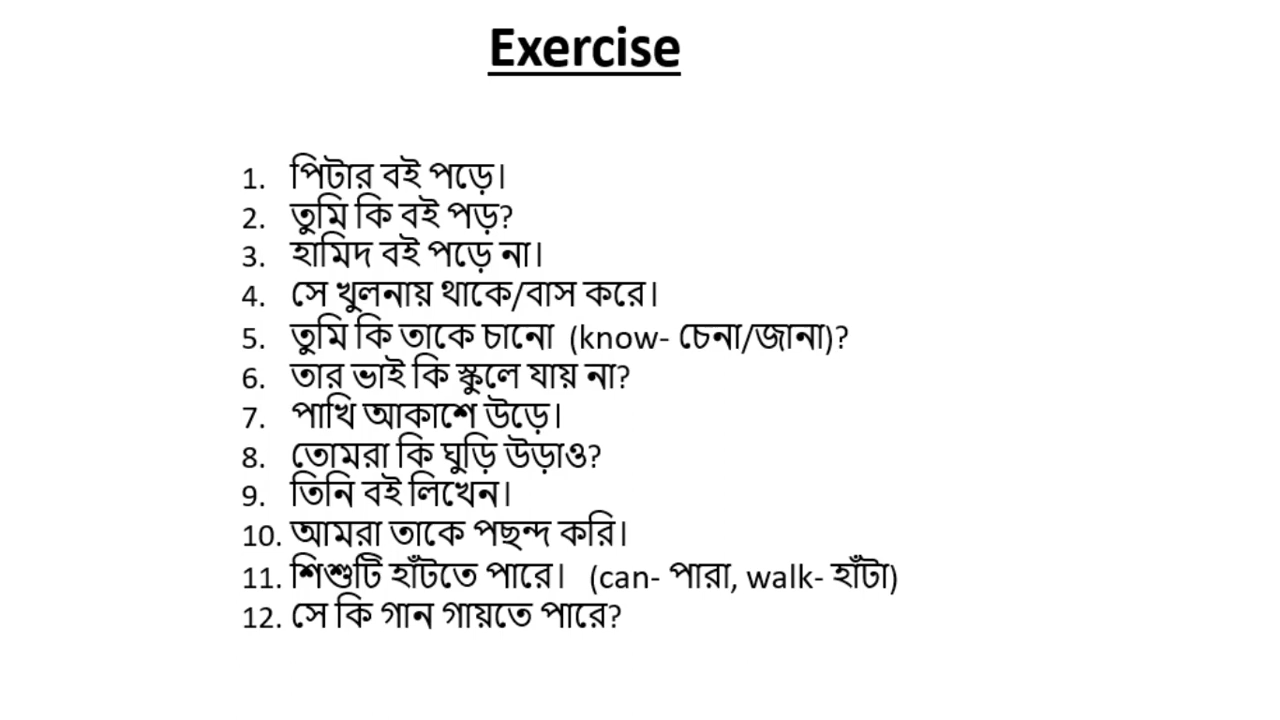 Exercise
1. পিটার বই পড়ে।
2. তুমি কি বই পড়?
3. হামিদ বই পড়ে না।
4. সে খুলনায় থাকে/বাস করে।
5. তুমি কি তাকে চানো (know- চেনা/জানা)?
6. তার ভাই কি স্কুলে যায় না?
7. পাখি আকাশে উড়ে।
8. তোমরা কি ঘুড়ি উড়াও?
9. তিনি বই লিখেন।
10. আমরা তাকে পছন্দ করি।
11. শিশুটি হাঁটতে পারে। (can- পারা, walk- হাঁটা)
12. সে কি গান গায়তে পারে?